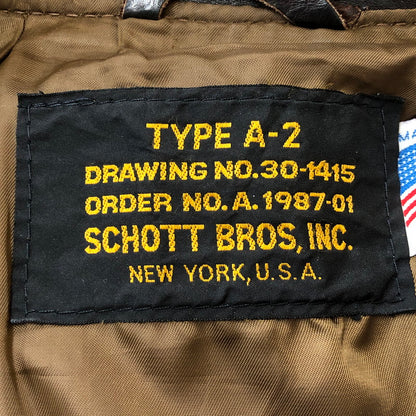 TYPE A-2
DRAWING NO.30-1415
ORDER NO.A.1987-01
SCHOTT BROS, INC.
NEW YORK, U.S.A.